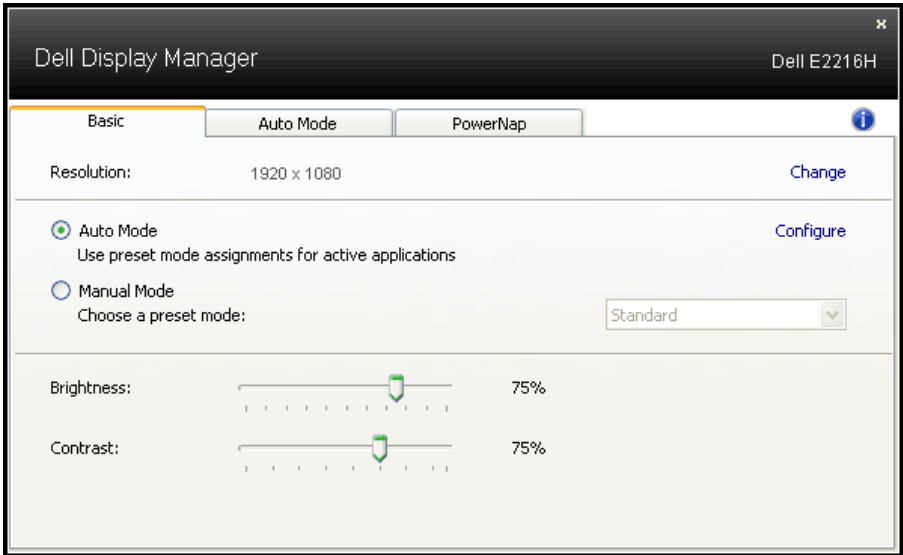 x
Dell Display Manager
Dell E2216H
Basic
Auto Mode
PowerNap
i
Resolution:
1920 x 1080
Change
Auto Mode
Configure
Use preset mode assignments for active applications
Manual Mode
Choose a preset mode:
Standard
Brightness:
75%
Contrast:
75%